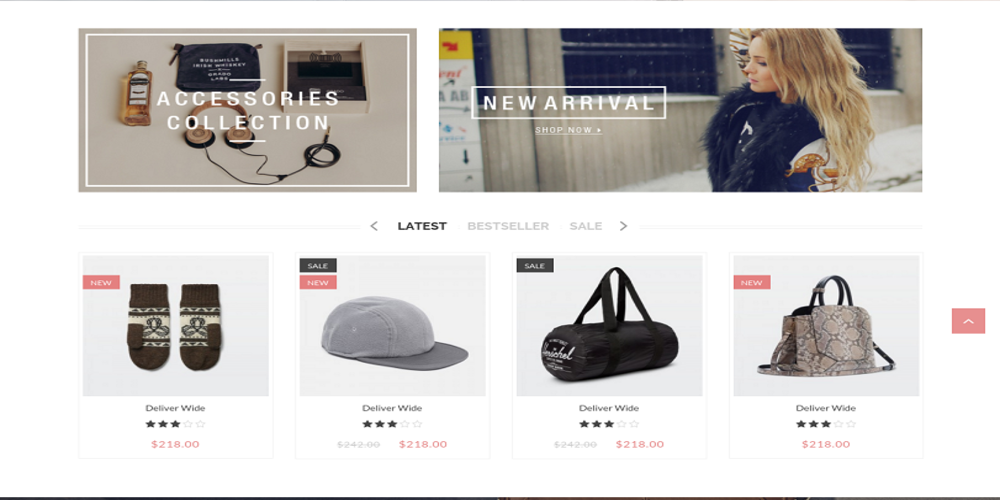 BUSHMILLS
IRISH WHISKEY
GRADO
LABS
ACCESSORIES
COLLECTION
NEW ARRIVAL
SHOP NOW
LATEST
BESTSELLER
SALE
NEW
SALE
NEW
SALE
Herschel
NEW
Deliver Wide
Deliver Wide
Deliver Wide
Deliver Wide
$218.00
$242.00 $218.00
$242.00 $218.00
$218.00